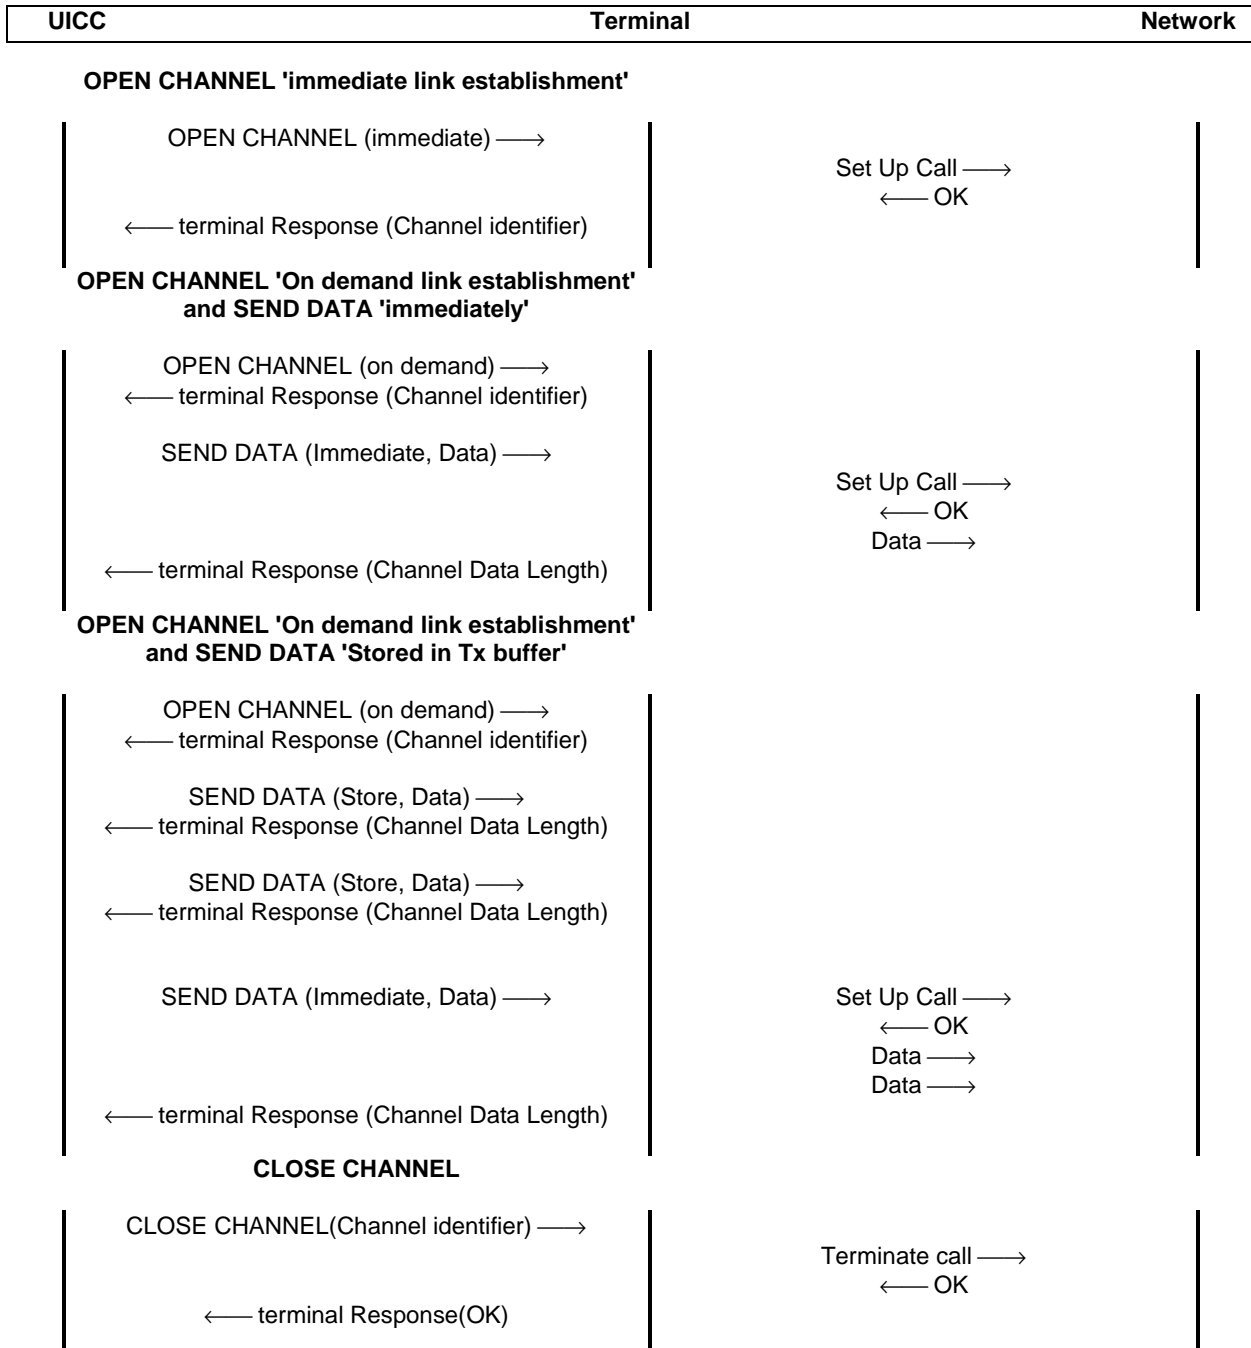 UICC Terminal Network
OPEN CHANNEL 'immediate link establishment'
OPEN CHANNEL (immediate) ⟶
Set Up Call ⟶
⟵ OK
⟵ terminal Response (Channel identifier)
OPEN CHANNEL 'On demand link establishment'
and SEND DATA 'immediately'
OPEN CHANNEL (on demand) ⟶
⟵ terminal Response (Channel identifier)
SEND DATA (Immediate, Data) ⟶
Set Up Call ⟶
⟵ OK
Data ⟶
⟵ terminal Response (Channel Data Length)
OPEN CHANNEL 'On demand link establishment'
and SEND DATA 'Stored in Tx buffer'
OPEN CHANNEL (on demand) ⟶
⟵ terminal Response (Channel identifier)
SEND DATA (Store, Data) ⟶
⟵ terminal Response (Channel Data Length)
SEND DATA (Store, Data) ⟶
⟵ terminal Response (Channel Data Length)
SEND DATA (Immediate, Data) ⟶ Set Up Call ⟶
⟵ OK
Data ⟶
Data ⟶
⟵ terminal Response (Channel Data Length)
CLOSE CHANNEL
CLOSE CHANNEL(Channel identifier) ⟶
Terminate call ⟶
⟵ OK
⟵ terminal Response(OK)